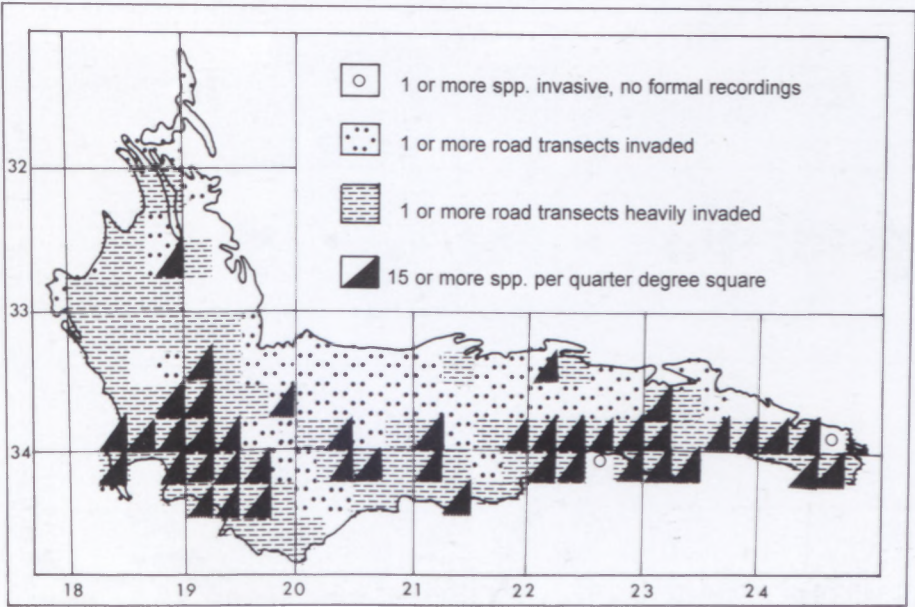 1 or more spp. invasive, no formal recordings
1 or more road transects invaded
32
1 or more road transects heavily invaded
15 or more spp. per quarter degree square
33
34
18 19 20 21 22 23 24